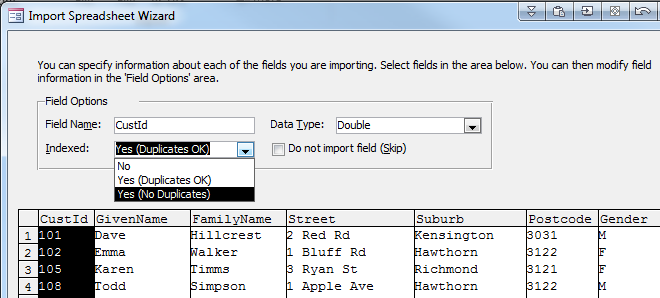 Import Spreadsheet Wizard
You can specify information about each of the fields you are importing. Select fields in the area below. You can then modify field
information in the 'Field Options' area.
Field Options
Field Name: CustId Data Type: Double
Indexed: Yes (Duplicates OK) Do not import field (Skip)
No
Yes (Duplicates OK)
Yes (No Duplicates)
CustId GivenName FamilyName Street Suburb Postcode Gender
1 101 Dave Hillcrest 2 Red Rd Kensington 3031 M
2 102 Emma Walker 1 Bluff Rd Hawthorn 3122 F
3 105 Karen Timms 3 Ryan St Richmond 3121 F
4 108 Todd Simpson 1 Apple Ave Hawthorn 3122 M